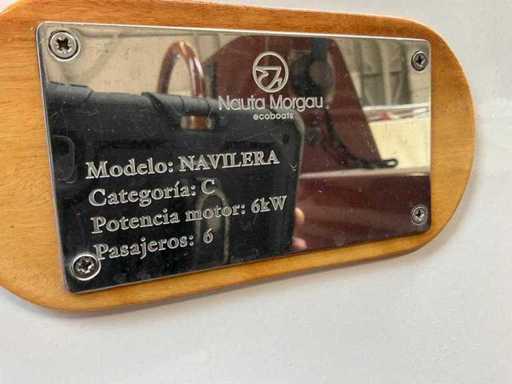 Nauta Morgau
ecoboats
Modelo: NAVILERA
Categoría: C
Potencia motor: 6kW
Pasajeros: 6